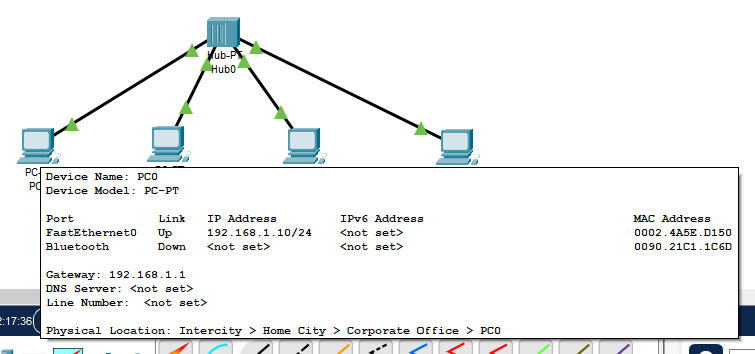 Hub-PT
Hub0
PC-
PC
Device Name: PC0
Device Model: PC-PT
Port Link IP Address IPv6 Address MAC Address
FastEthernet0 Up 192.168.1.10/24 <not set> 0002.4A5E.D150
Bluetooth Down <not set> <not set> 0090.21C1.1C6D
Gateway: 192.168.1.1
DNS Server: <not set>
Line Number: <not set>
Physical Location: Intercity > Home City > Corporate Office > PC0
2:17:36